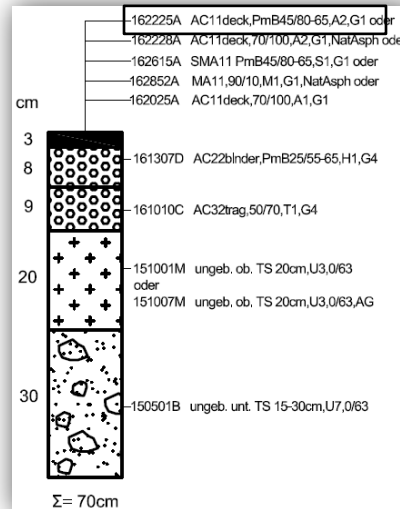 162225A AC11deck,PmB45/80-65,A2,G1 oder
162228A AC11deck,70/100,A2,G1,NatAsph oder
162615A SMA11 PmB45/80-65,S1,G1 oder
162852A MA11,90/10,M1,G1,NatAsph oder
162025A AC11deck,70/100,A1,G1
cm
3
8
161307D AC22binder,PmB25/55-65,H1,G4
9
161010C AC32trag,50/70,T1,G4
20
151001M ungeb. ob. TS 20cm,U3,0/63
oder
151007M ungeb. ob. TS 20cm,U3,0/63,AG
30
150501B ungeb. unt. TS 15-30cm,U7,0/63
Σ= 70cm